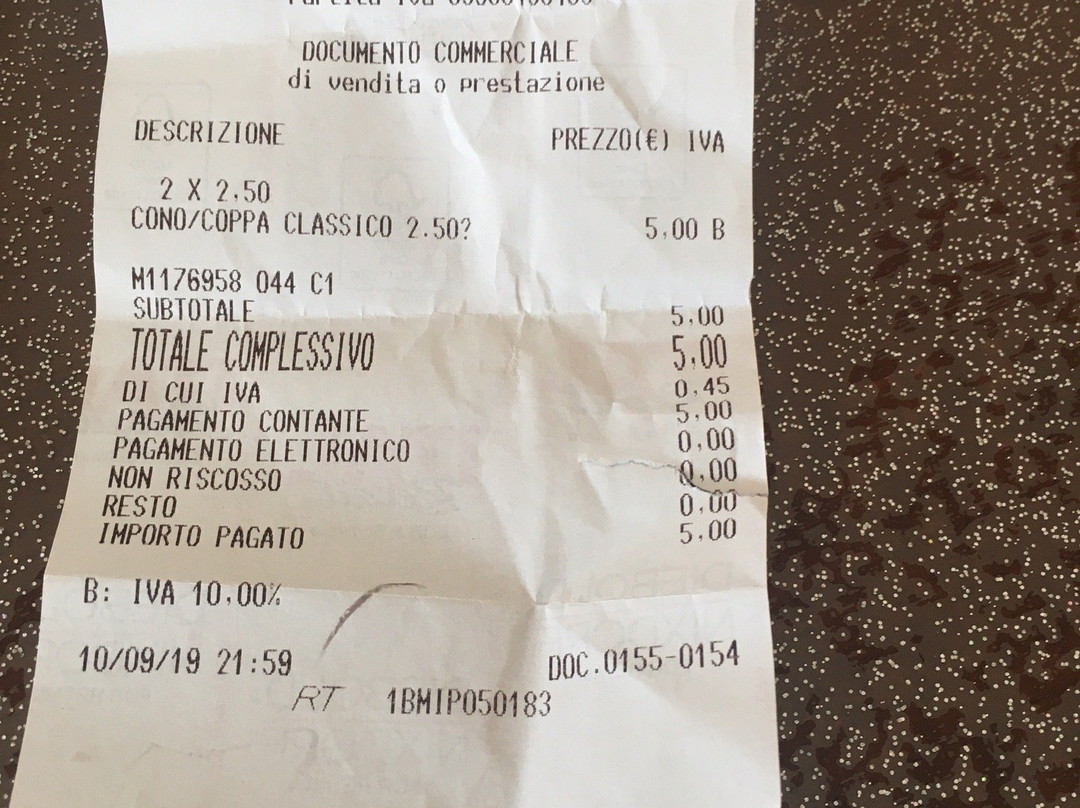 DOCUMENTO COMMERCIALE
di vendita o prestazione
DESCRIZIONE PREZZO(€) IVA
2 X 2,50
CONO/COPPA CLASSICO 2.50? 5,00 B
M1176958 044 C1
SUBTOTALE 5,00
TOTALE COMPLESSIVO 5,00
DI CUI IVA 0,45
PAGAMENTO CONTANTE 5,00
PAGAMENTO ELETTRONICO 0,00
NON RISCOSSO 0,00
RESTO 0,00
IMPORTO PAGATO 5,00
B: IVA 10,00%
10/09/19 21:59 DOC.0155-0154
RT 1BMIP050183